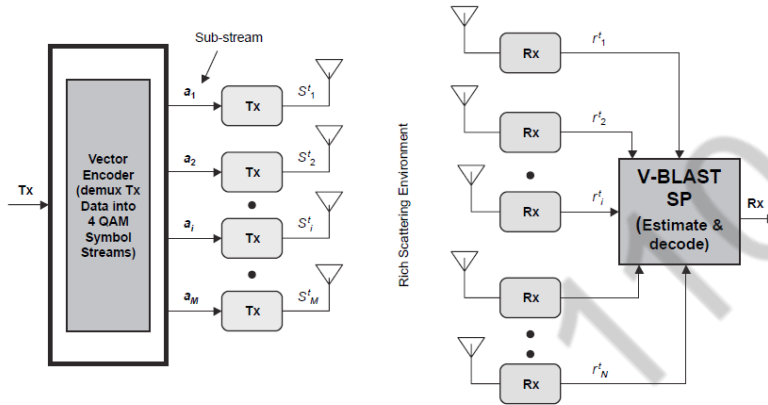 Sub-stream
Tx
Vector
Encoder
(demux Tx
Data into
4 QAM
Symbol
Streams)
a1
Tx
St1
a2
Tx
St2
ai
Tx
Sti
aM
Tx
StM
Rich Scattering Environment
Rx
rt1
Rx
rt2
Rx
rti
Rx
Rx
rtN
V-BLAST
SP
(Estimate &
decode)
Rx
110